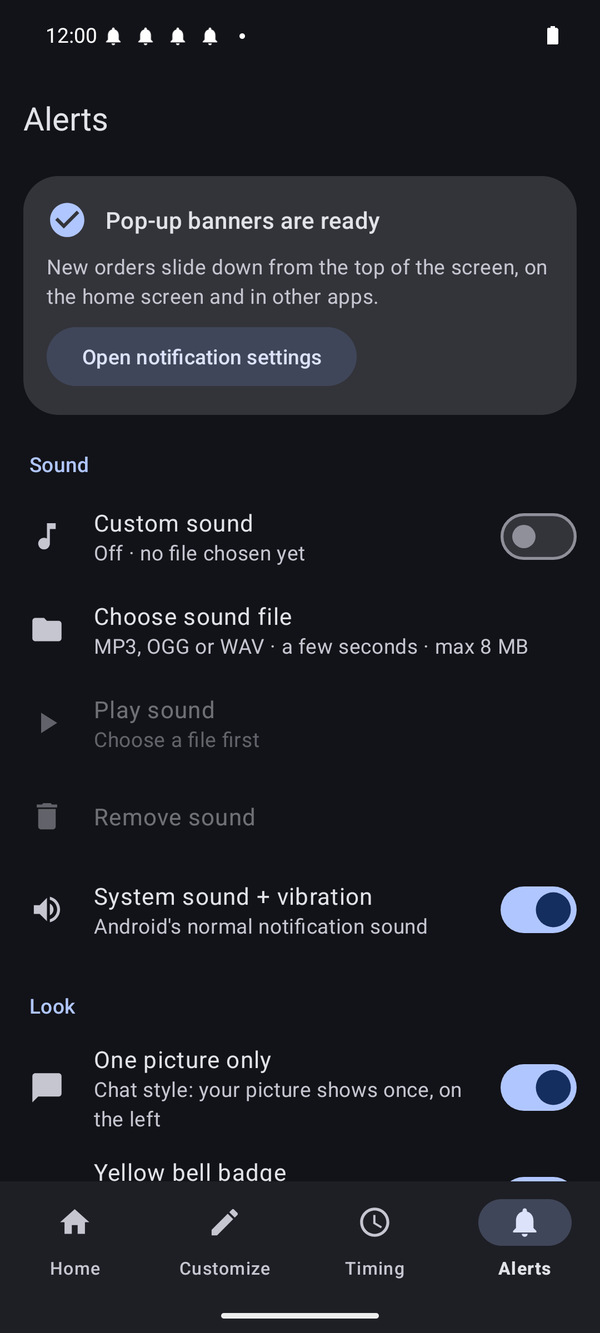 12:00
Alerts
Pop-up banners are ready
New orders slide down from the top of the screen, on
the home screen and in other apps.
Open notification settings
Sound
Custom sound
Off · no file chosen yet
Choose sound file
MP3, OGG or WAV · a few seconds · max 8 MB
Play sound
Choose a file first
Remove sound
System sound + vibration
Android's normal notification sound
Look
One picture only
Chat style: your picture shows once, on
the left
Yellow bell badge
Home
Customize
Timing
Alerts